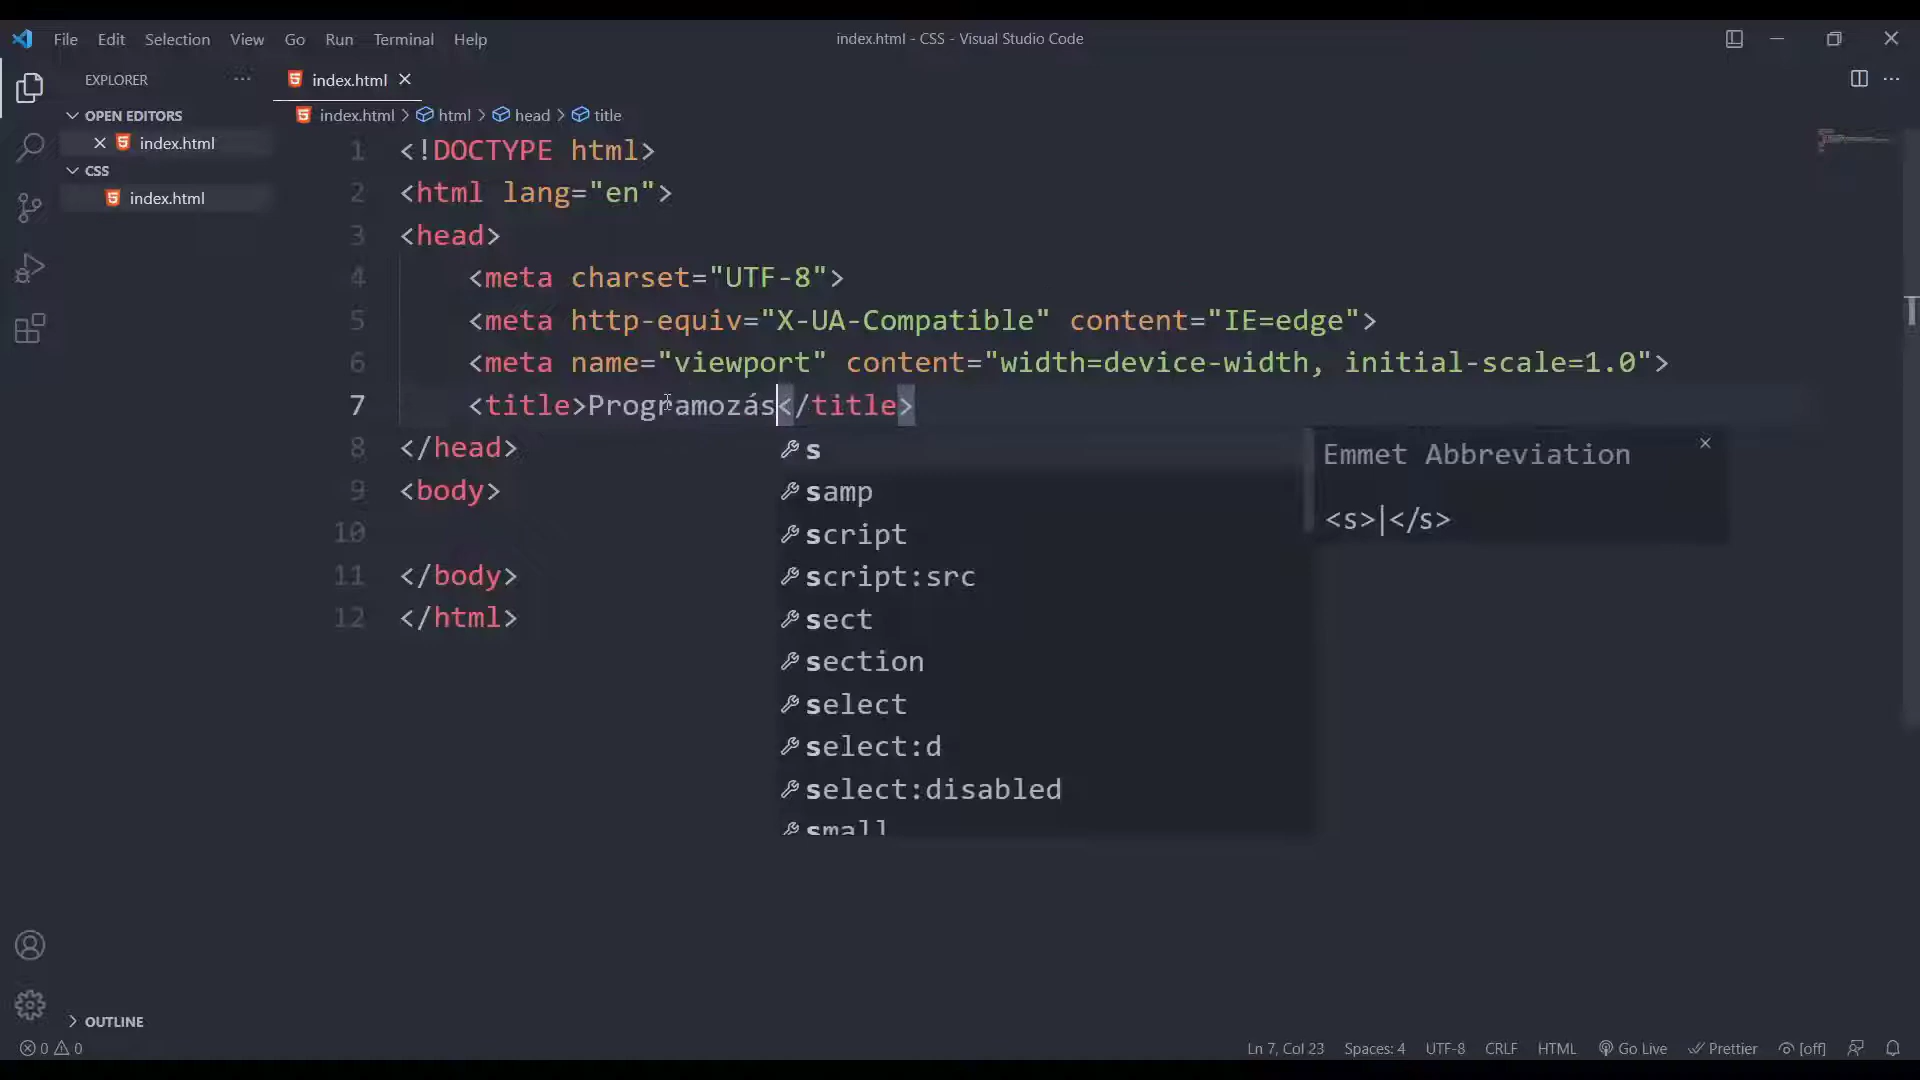 File Edit Selection View Go Run Terminal Help
index.html - CSS - Visual Studio Code
EXPLORER
OPEN EDITORS
index.html
CSS
index.html
OUTLINE
index.html
index.html > html > head > title
1 <!DOCTYPE html>
2 <html lang="en">
3 <head>
4 <meta charset="UTF-8">
5 <meta http-equiv="X-UA-Compatible" content="IE=edge">
6 <meta name="viewport" content="width=device-width, initial-scale=1.0">
7 <title>Programozás</title>
8 </head>
9 <body>
10
11 </body>
12 </html>
s
samp
script
script:src
sect
section
select
select:d
select:disabled
small
Emmet Abbreviation
<s>|</s>
0 0
Ln 7, Col 23 Spaces: 4 UTF-8 CRLF HTML Go Live Prettier [off]